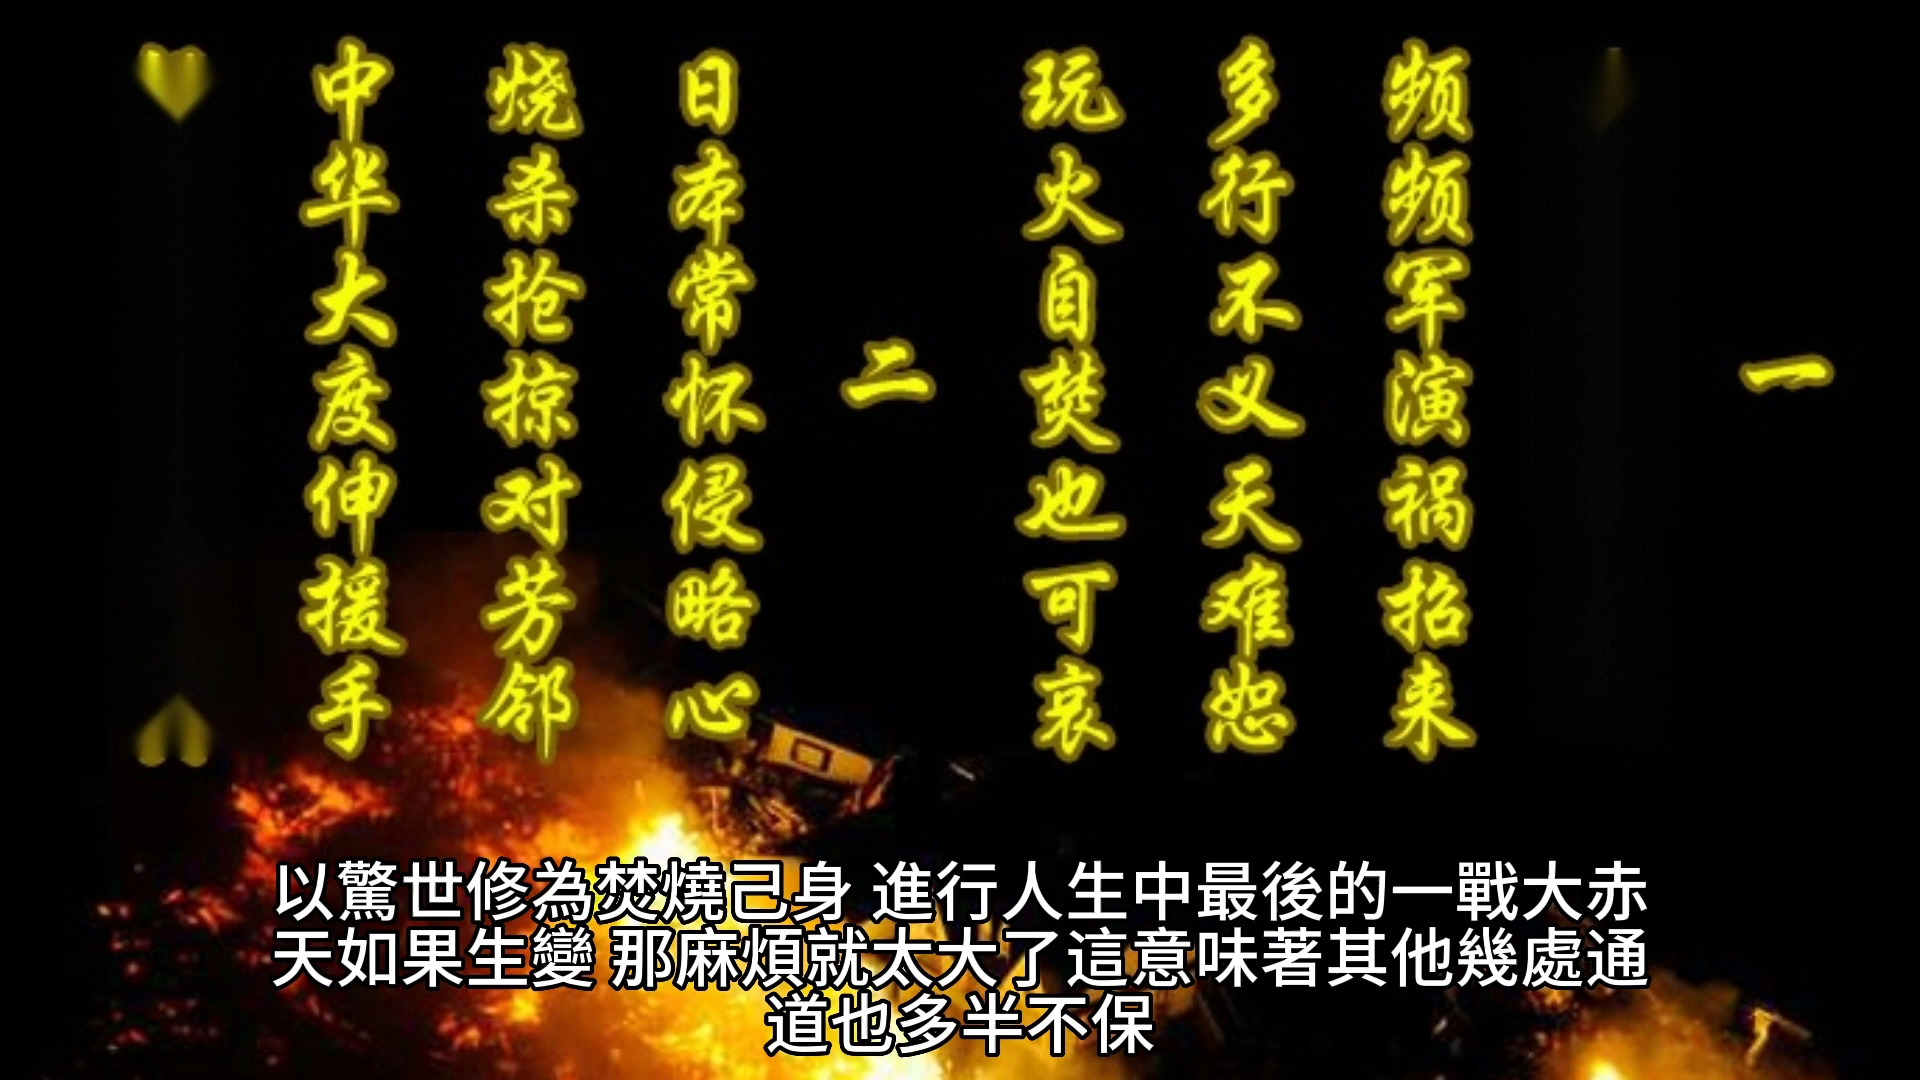 一
频频军演祸招来
多行不义天难恕
玩火自焚也可哀
二
日本常怀侵略心
烧杀抢掠对芳邻
中华大度伸援手
以驚世修為焚燒己身 進行人生中最後的一戰大赤
天如果生變 那麻煩就太大了這意味著其他幾處通
道也多半不保